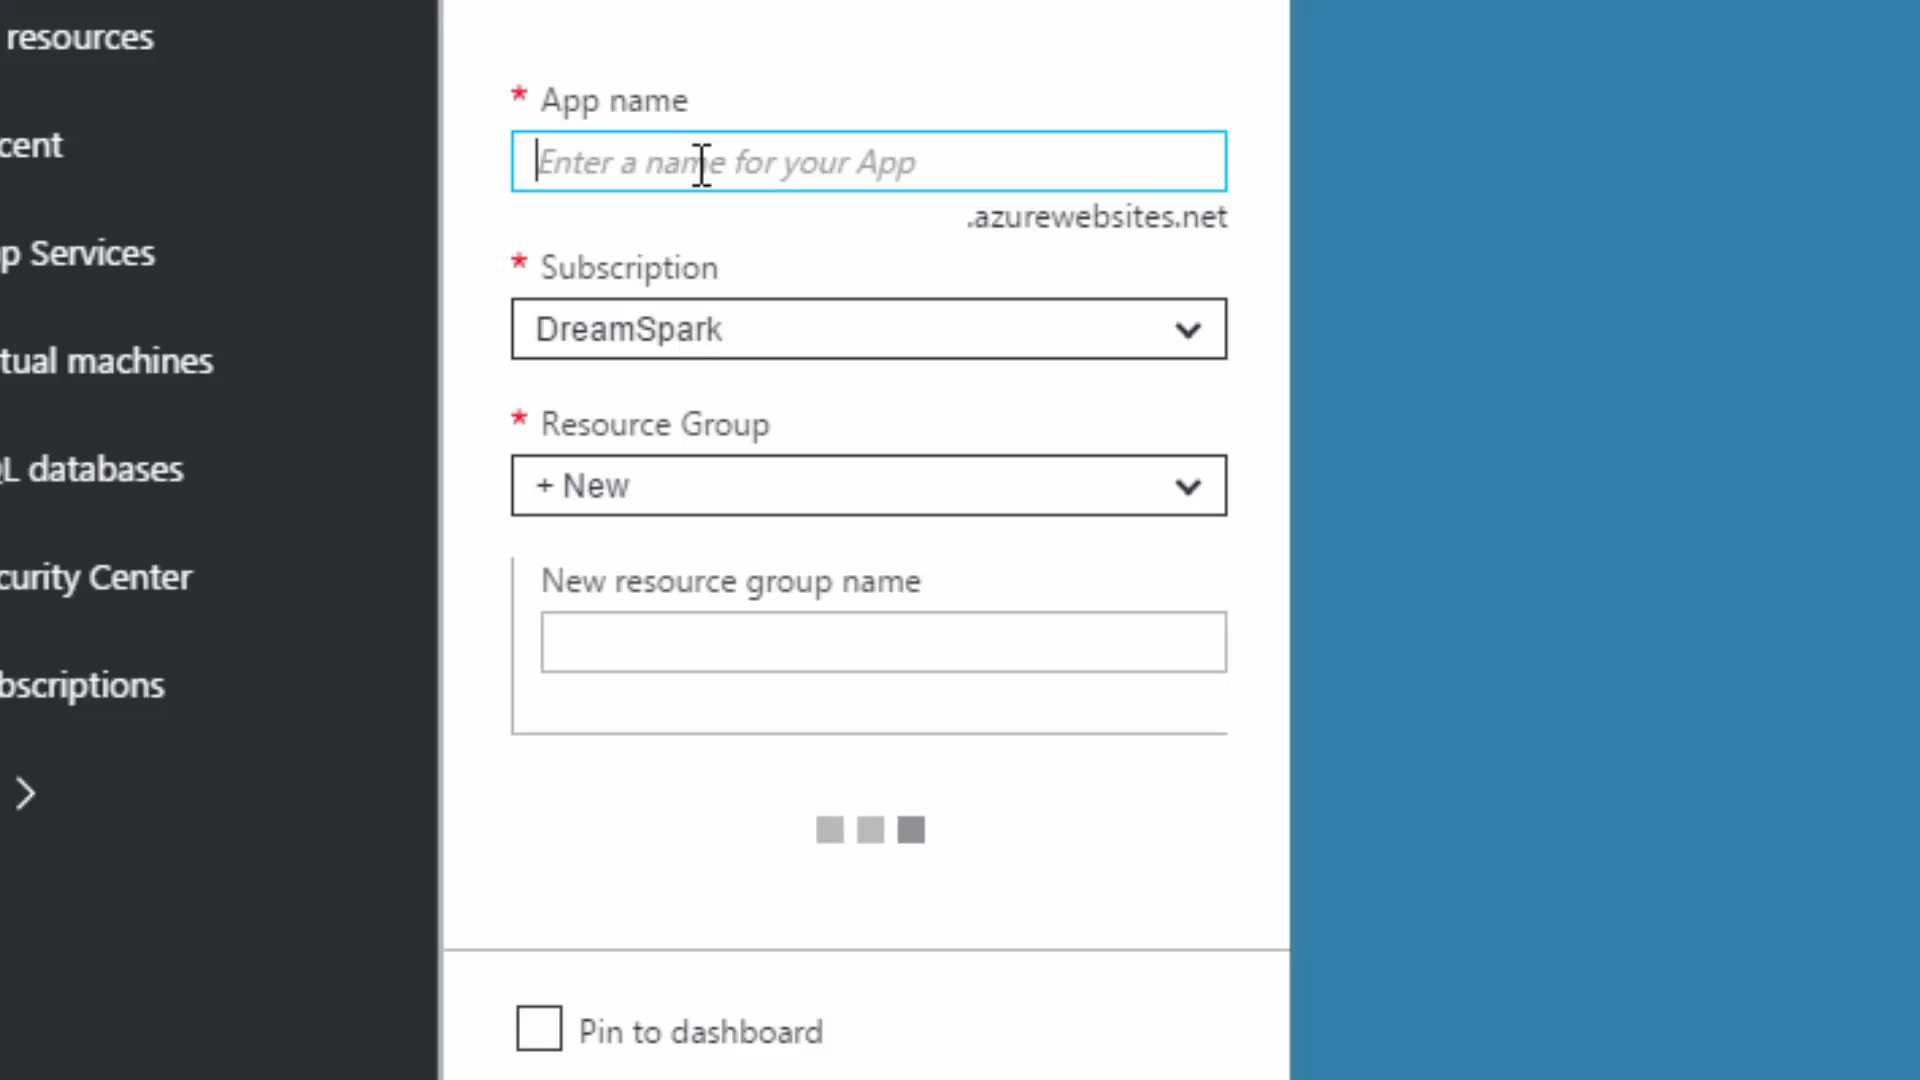 resources
cent
p Services
tual machines
L databases
curity Center
bscriptions
* App name
Enter a name for your App
.azurewebsites.net
* Subscription
DreamSpark
* Resource Group
+ New
New resource group name
Pin to dashboard